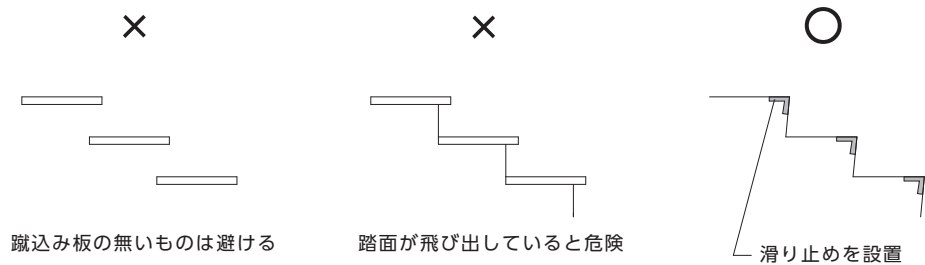 蹴込み板の無いものは避ける
踏面が飛び出していると危険
滑り止めを設置